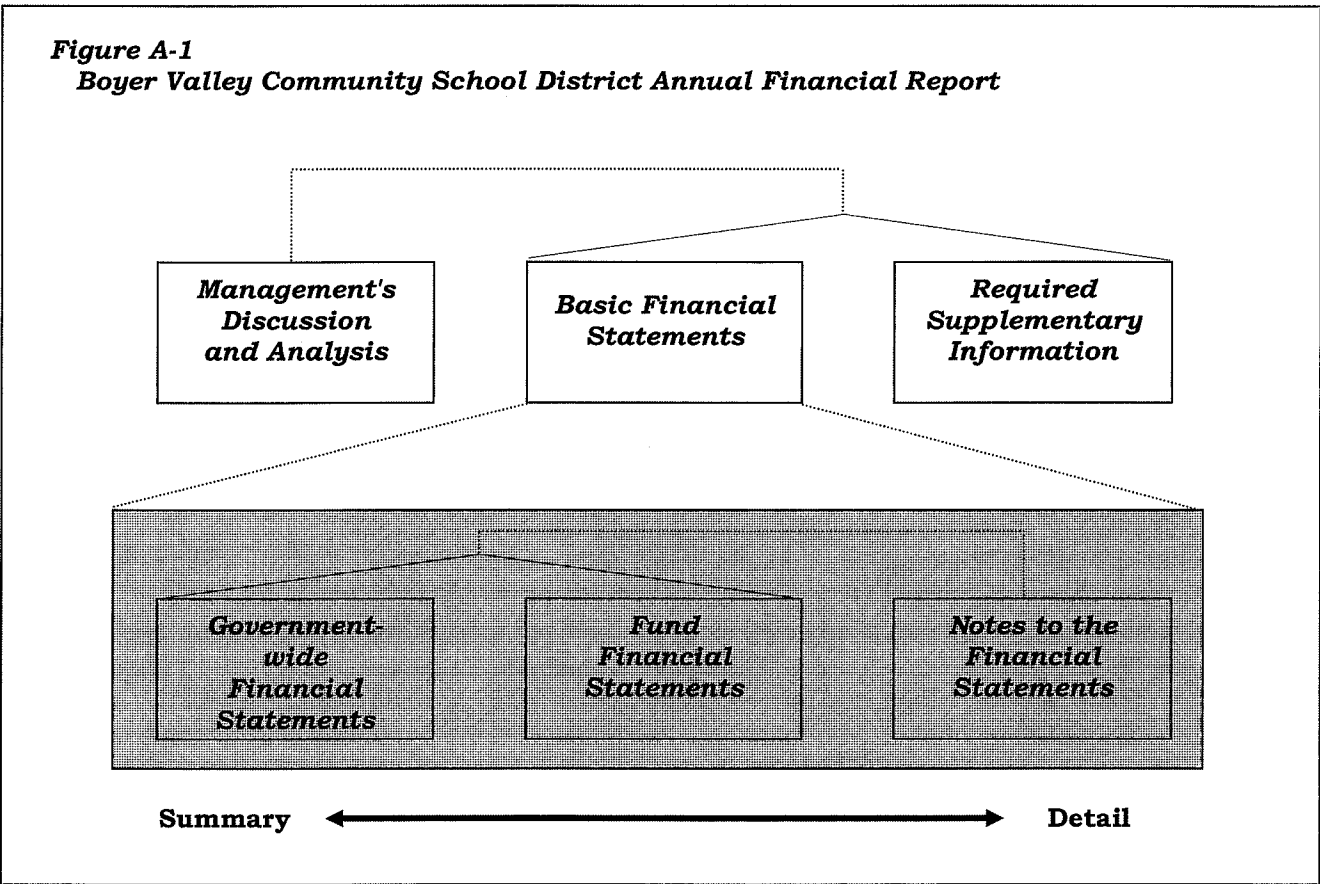 Figure A-1
Boyer Valley Community School District Annual Financial Report
Management's
Discussion
and Analysis
Basic Financial
Statements
Required
Supplementary
Information
Government-
wide
Financial
Statements
Fund
Financial
Statements
Notes to the
Financial
Statements
Summary
Detail